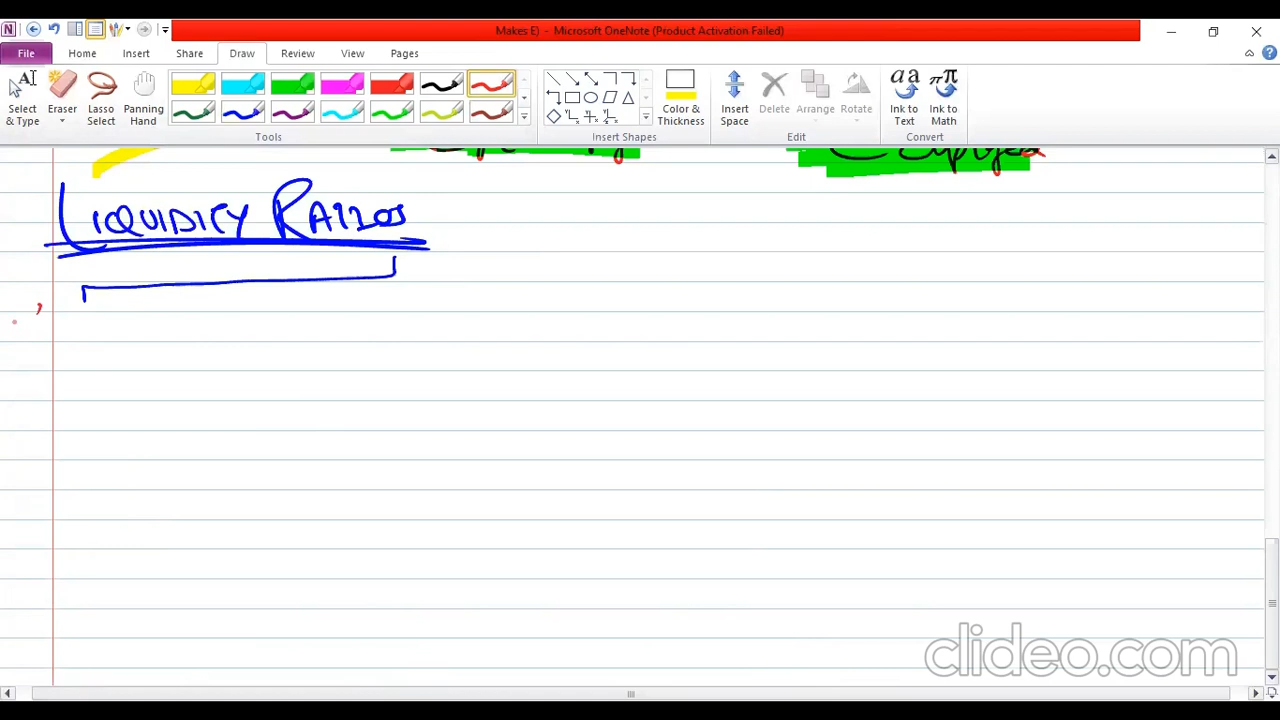 Makes E) - Microsoft OneNote (Product Activation Failed)
File Home Insert Share Draw Review View Pages
Select & Type
Eraser
Lasso Select
Panning Hand
Color & Thickness
Insert Space
Delete
Arrange
Rotate
Ink to Text
Ink to Math
Tools
Insert Shapes
Edit
Convert
LIQUIDITY RATIOS
clideo.com